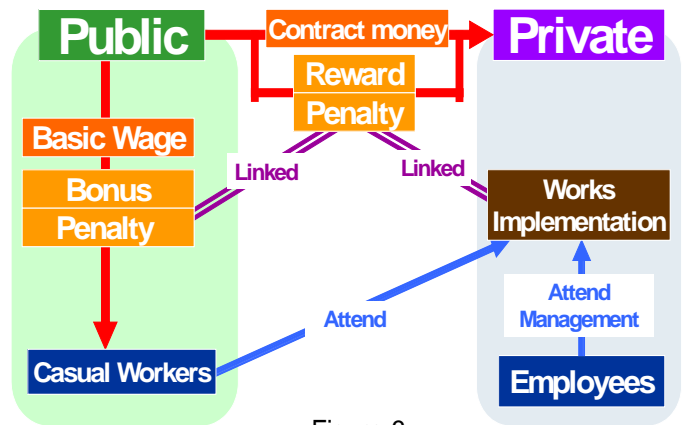 Public
Contract money
Private
Reward
Penalty
Basic Wage
Linked
Linked
Bonus
Penalty
Works
Implementation
Attend
Attend
Management
Casual Workers
Employees